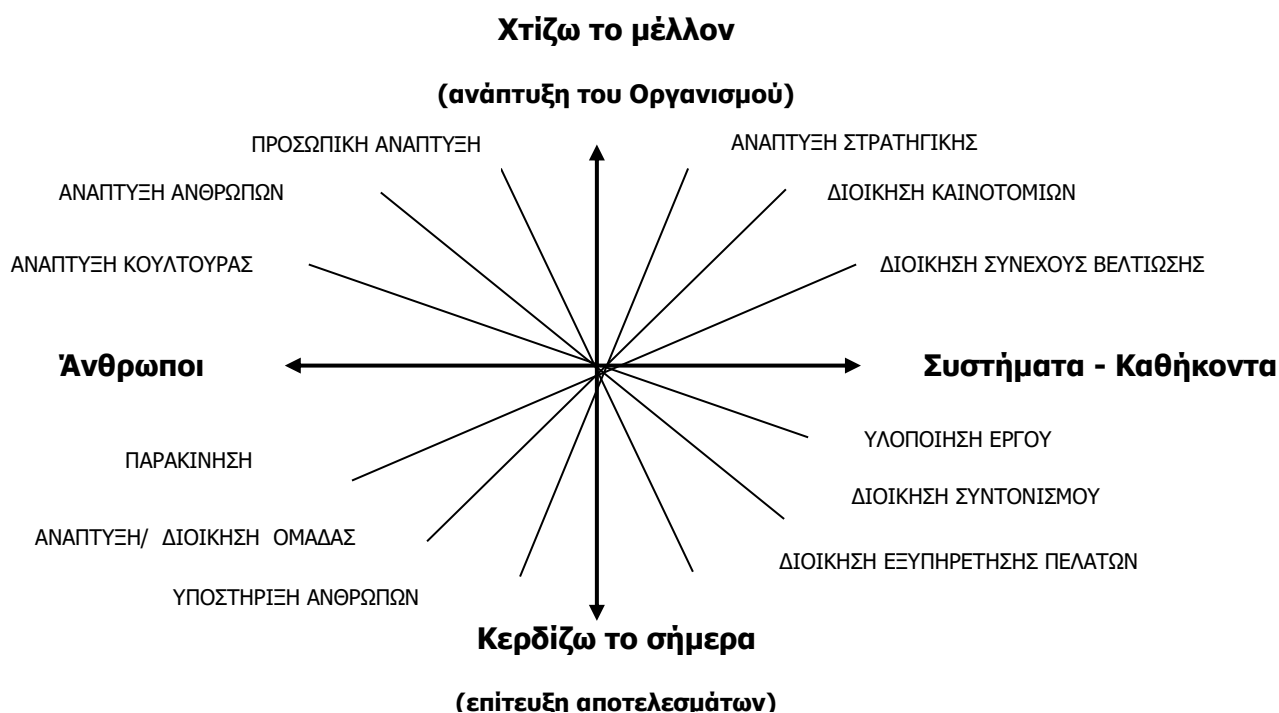 Χτίζω το μέλλον
(ανάπτυξη του Οργανισμού)
ΠΡΟΣΩΠΙΚΗ ΑΝΑΠΤΥΞΗ
ΑΝΑΠΤΥΞΗ ΣΤΡΑΤΗΓΙΚΗΣ
ΑΝΑΠΤΥΞΗ ΑΝΘΡΩΠΩΝ
ΔΙΟΙΚΗΣΗ ΚΑΙΝΟΤΟΜΙΩΝ
ΑΝΑΠΤΥΞΗ ΚΟΥΛΤΟΥΡΑΣ
ΔΙΟΙΚΗΣΗ ΣΥΝΕΧΟΥΣ ΒΕΛΤΙΩΣΗΣ
Άνθρωποι
Συστήματα - Καθήκοντα
ΥΛΟΠΟΙΗΣΗ ΕΡΓΟΥ
ΠΑΡΑΚΙΝΗΣΗ
ΔΙΟΙΚΗΣΗ ΣΥΝΤΟΝΙΣΜΟΥ
ΑΝΑΠΤΥΞΗ/ ΔΙΟΙΚΗΣΗ ΟΜΑΔΑΣ
ΔΙΟΙΚΗΣΗ ΕΞΥΠΗΡΕΤΗΣΗΣ ΠΕΛΑΤΩΝ
ΥΠΟΣΤΗΡΙΞΗ ΑΝΘΡΩΠΩΝ
Κερδίζω το σήμερα
(επίτευξη αποτελεσμάτων)